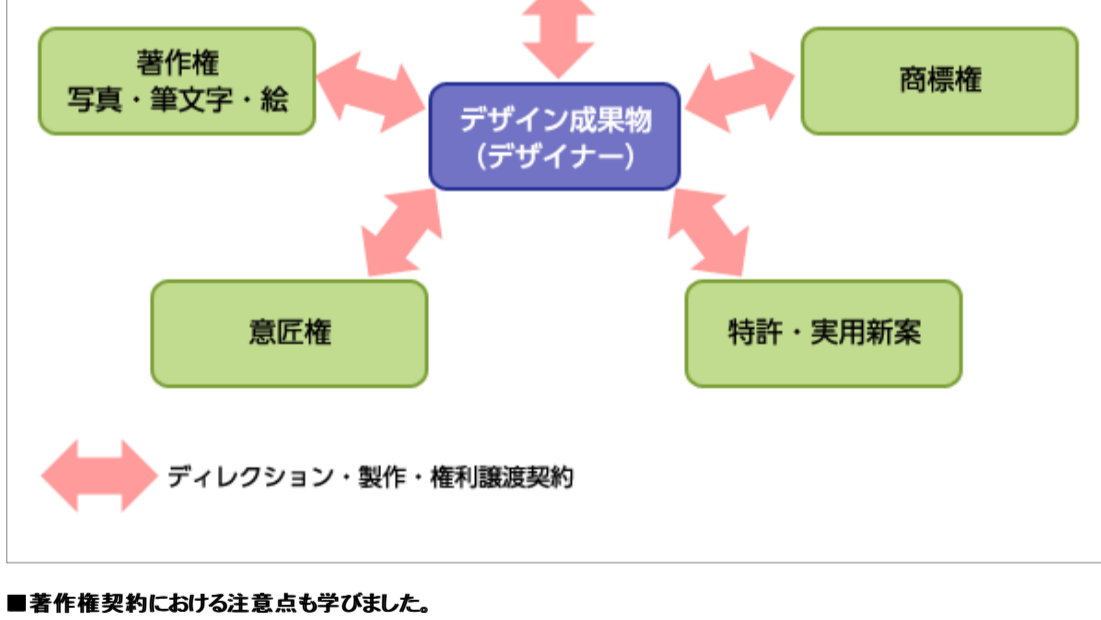 著作権
写真・筆文字・絵
デザイン成果物
（デザイナー）
商標権
意匠権
特許・実用新案
ディレクション・製作・権利譲渡契約
■著作権契約における注意点も学びました。